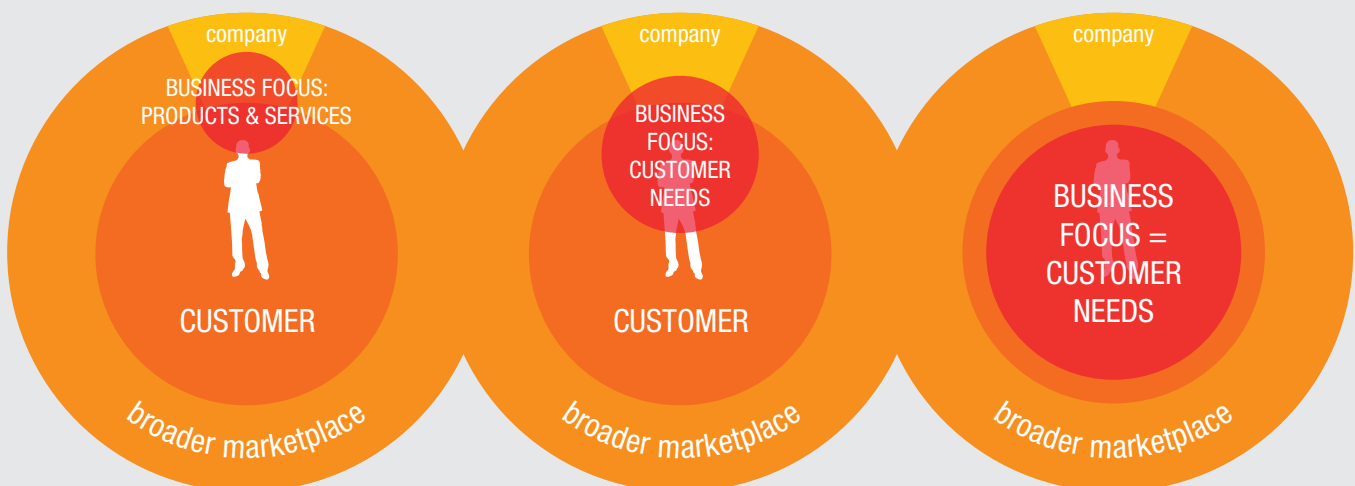 company
BUSINESS FOCUS:
PRODUCTS & SERVICES
CUSTOMER
broader marketplace
company
BUSINESS
FOCUS:
CUSTOMER
NEEDS
CUSTOMER
broader marketplace
company
BUSINESS
FOCUS =
CUSTOMER
NEEDS
broader marketplace